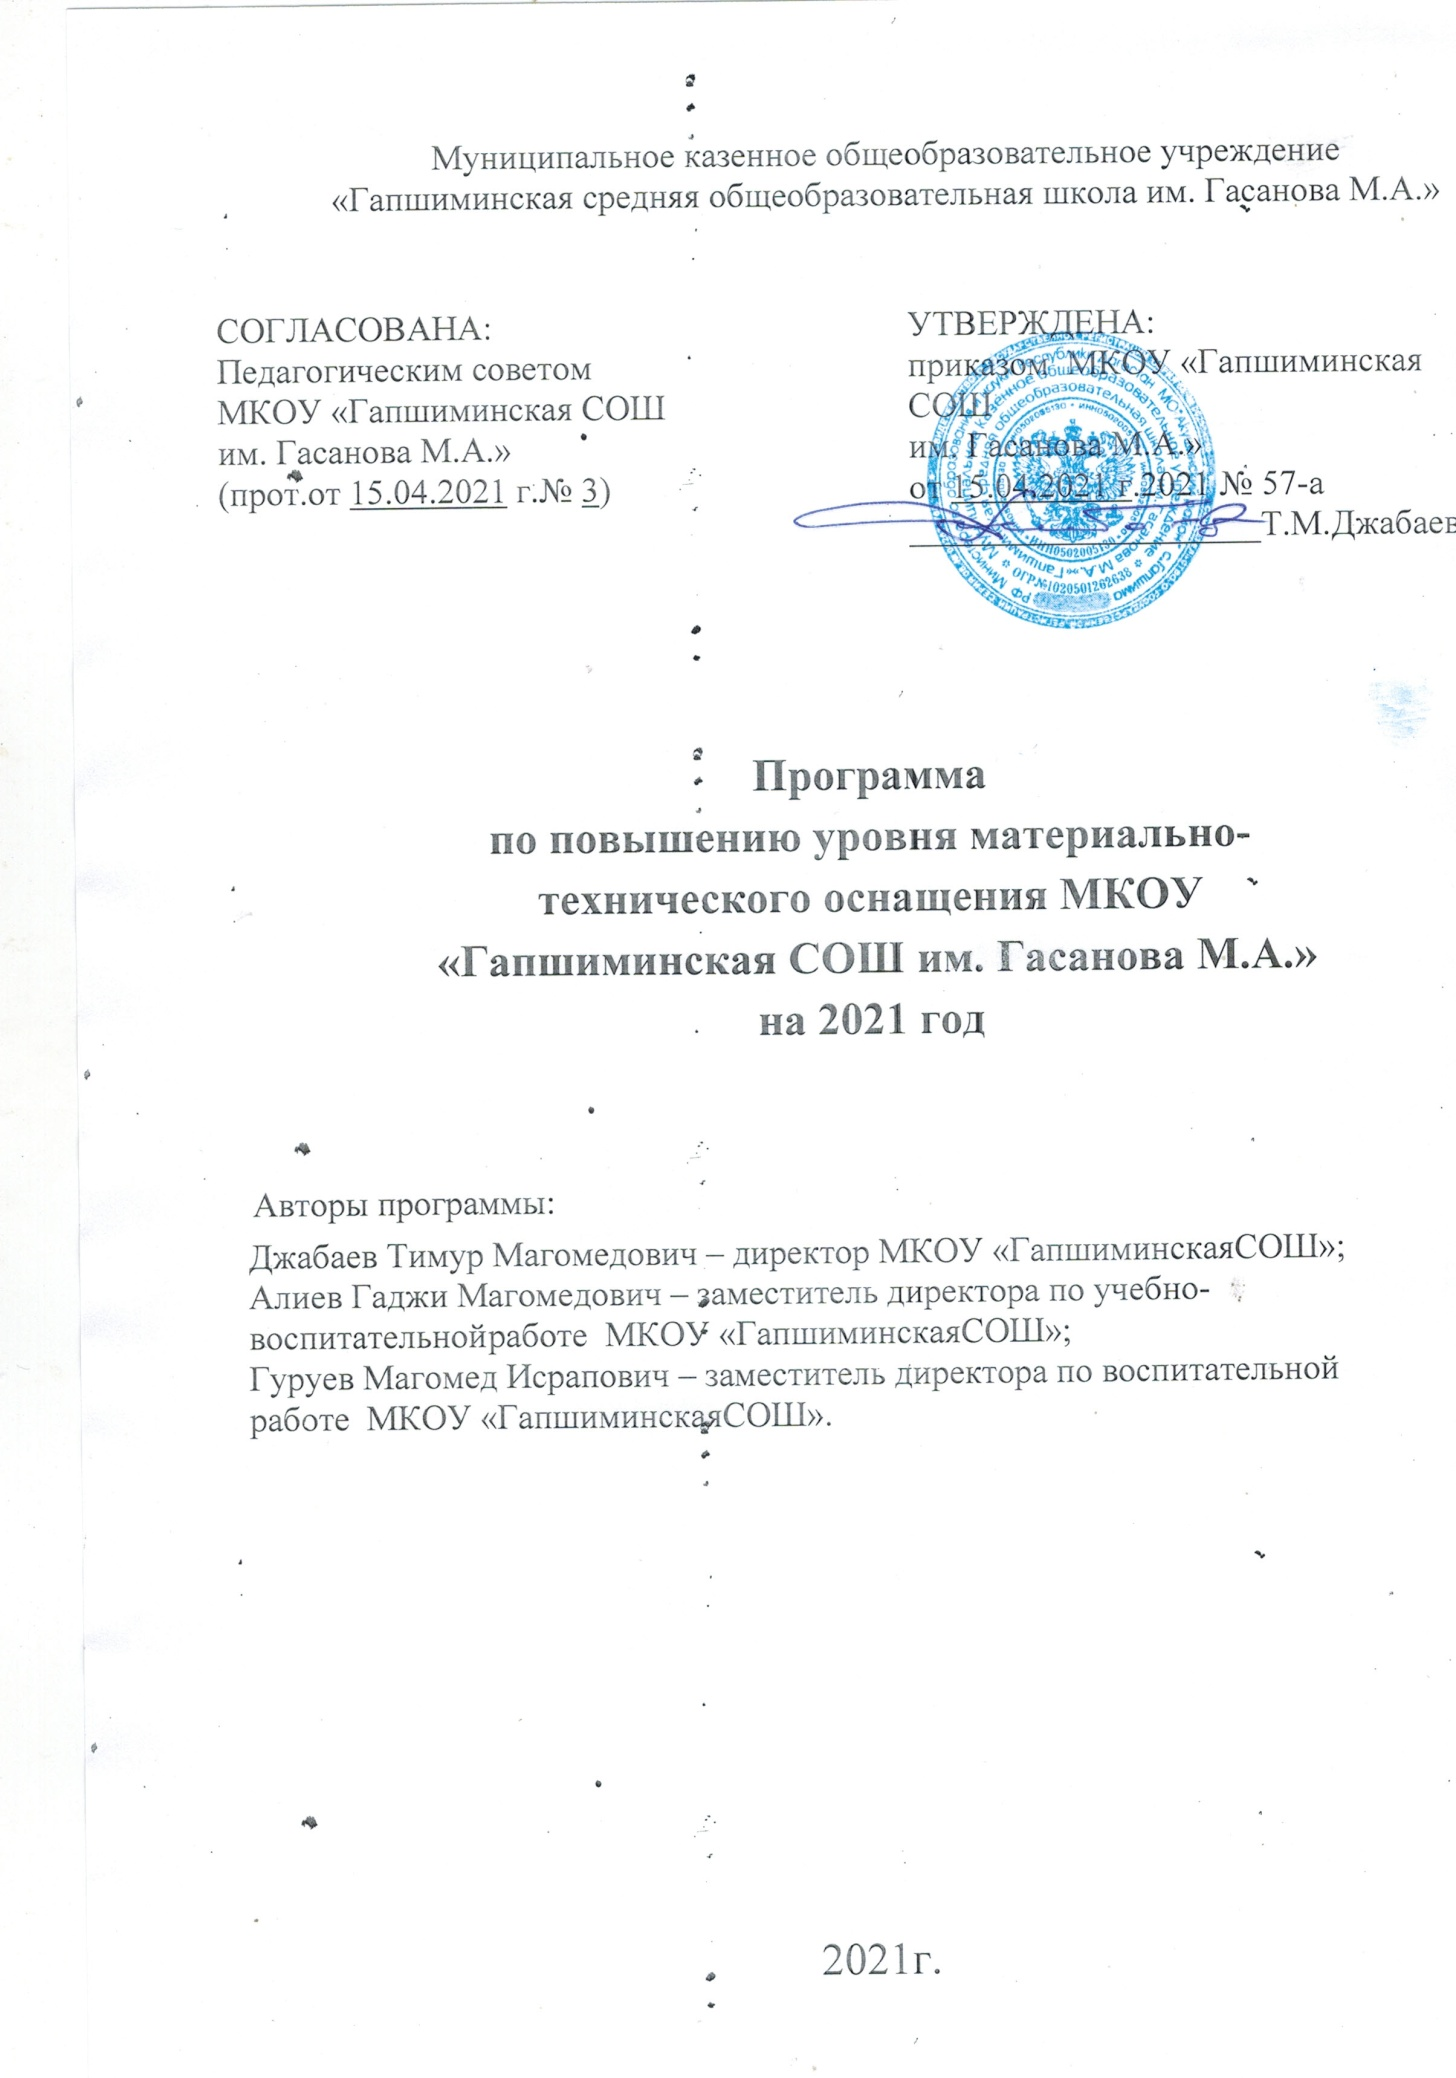 Муниципальное казенное общеобразовательное учреждение
«Гапшиминская средняя общеобразовательная школа им. Гасанова М.А.»
СОГЛАСОВАНА:
Педагогическим советом
МКОУ «Гапшиминская СОШ
им. Гасанова М.А.»
(прот.от 15.04.2021 г.№ 3)
УТВЕРЖДЕНА:
приказом МКОУ «Гапшиминская
СОШ
им. Гасанова М.А.»
от 15.04.2021 г.2021 № 57-а
Т.М.Джабаев
ИНН0502005130
ОГРН1020501262638
Программа
по повышению уровня материально-
технического оснащения МКОУ
«Гапшиминская СОШ им. Гасанова М.А.»
на 2021 год
Авторы программы:
Джабаев Тимур Магомедович – директор МКОУ «ГапшиминскаяСОШ»;
Алиев Гаджи Магомедович – заместитель директора по учебно-
воспитательнойработе МКОУ «ГапшиминскаяСОШ»;
Гуруев Магомед Исрапович – заместитель директора по воспитательной
работе МКОУ «ГапшиминскаяСОШ».
2021г.